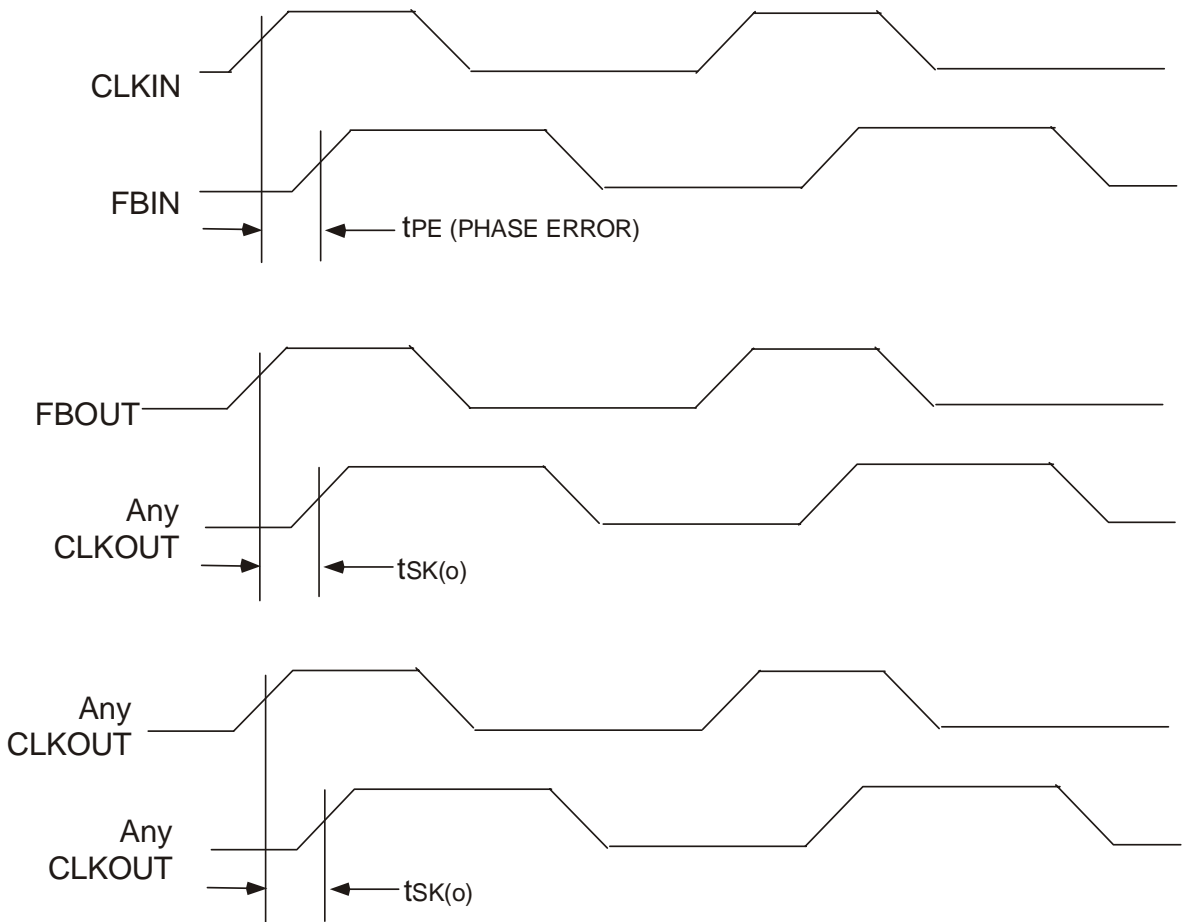 CLKIN
FBIN
tPE (PHASE ERROR)
FBOUT
Any
CLKOUT
tSK(o)
Any
CLKOUT
Any
CLKOUT
tSK(o)